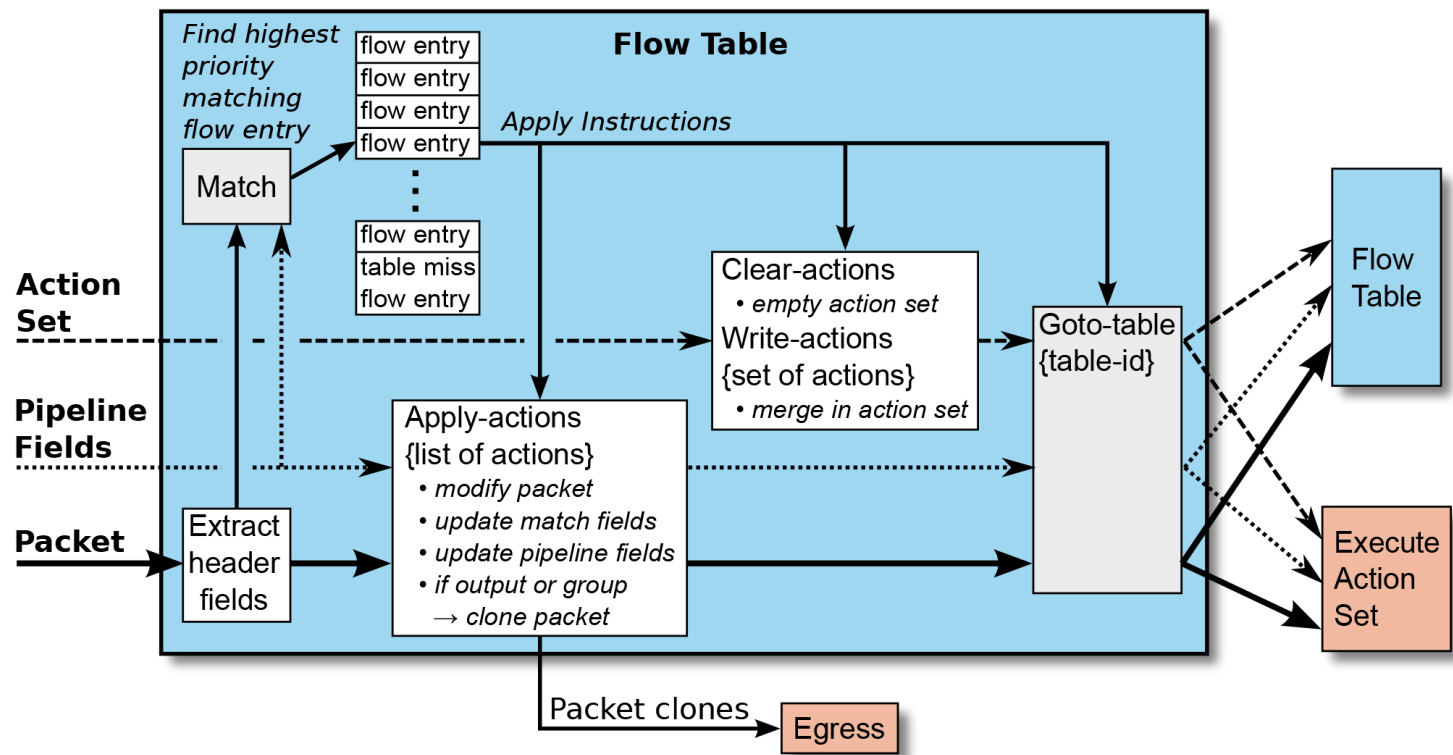 Flow Table
Find highest
priority
matching
flow entry
flow entry
flow entry
flow entry
flow entry
Apply Instructions
Match
flow entry
table miss
flow entry
Action
Set
Clear-actions
• empty action set
Write-actions
{set of actions}
• merge in action set
Goto-table
{table-id}
Flow
Table
Pipeline
Fields
Apply-actions
{list of actions}
• modify packet
• update match fields
• update pipeline fields
• if output or group
→ clone packet
Packet
Extract
header
fields
Execute
Action
Set
Packet clones
Egress